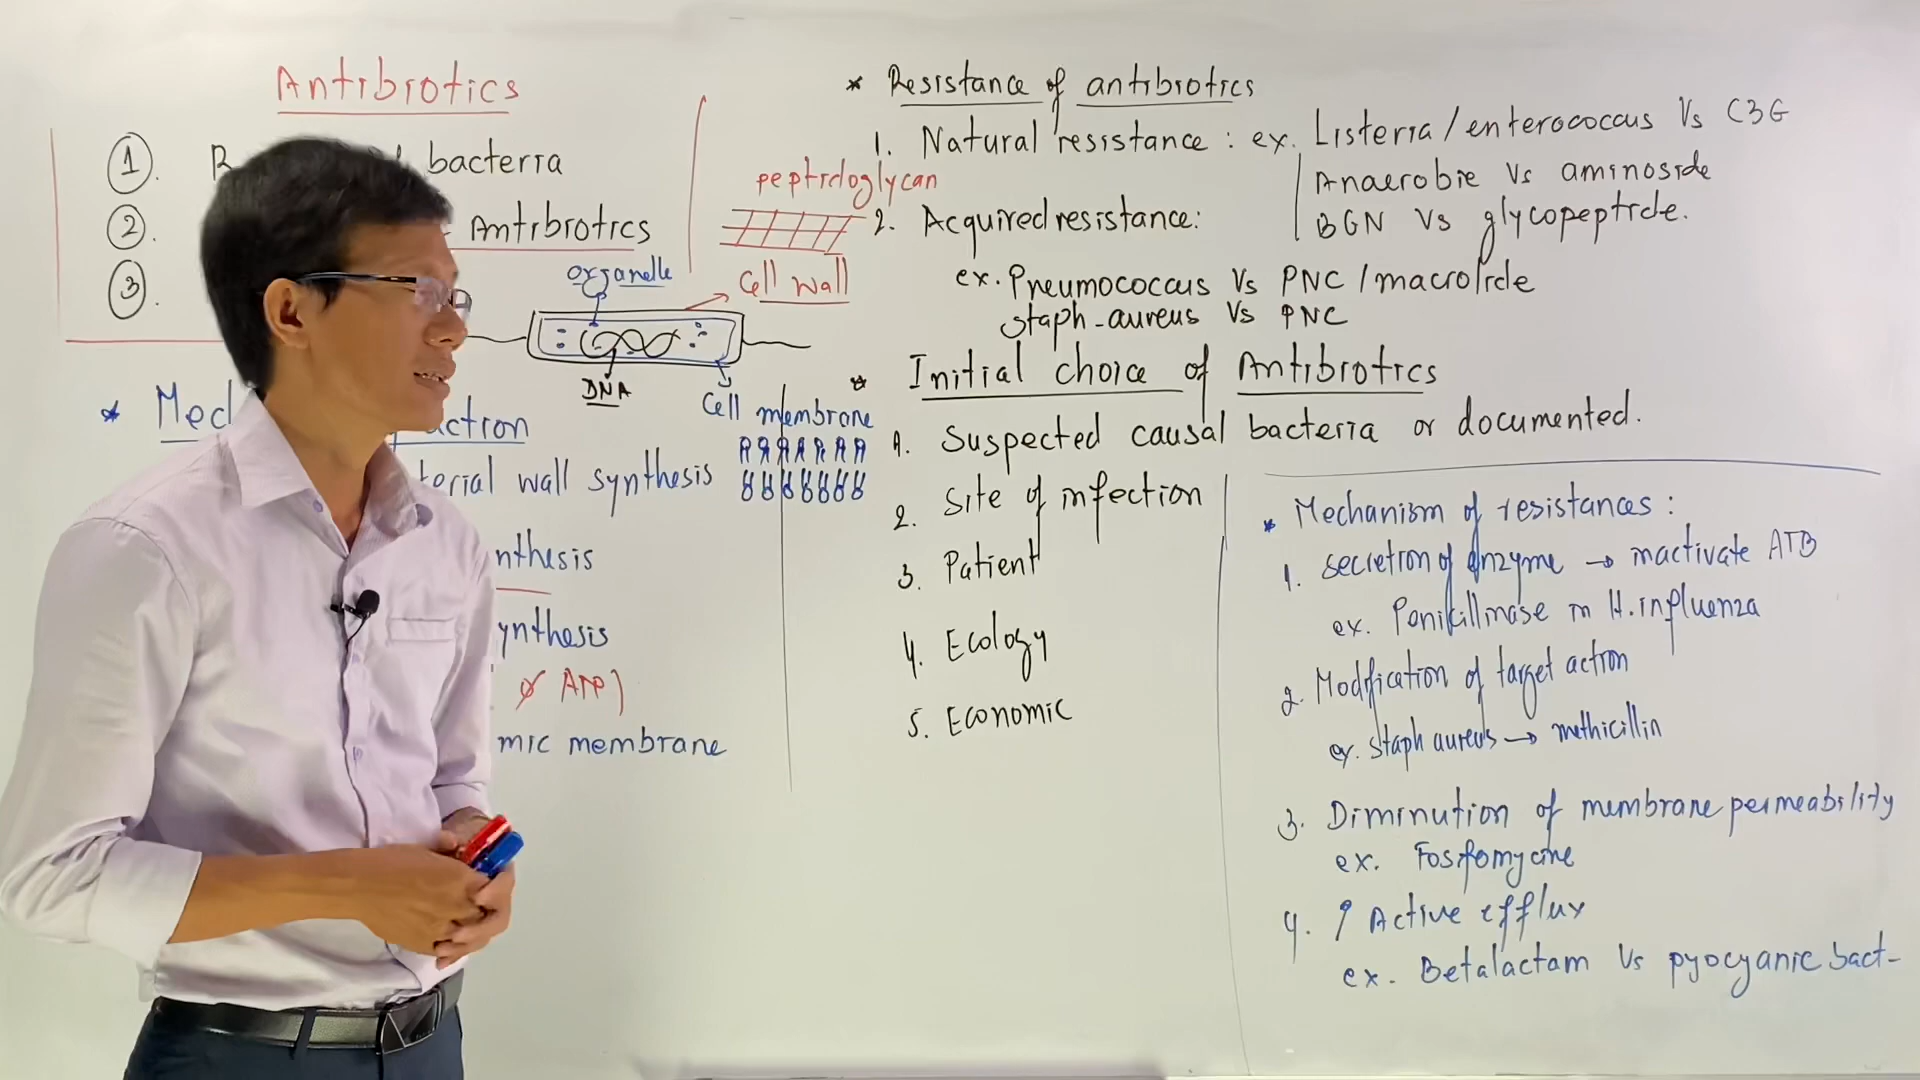 Antibiotics
1. bacteria
2. Antibiotics
3.
peptidoglycan
Cell wall
organelle
DNA
Cell membrane
* action
wall synthesis
nthesis
ynthesis
mic membrane
* Resistance of antibiotics
1. Natural resistance : ex. Listeria / enterococcus Vs C3G
Anaerobie Vs aminoside
BGN Vs glycopeptide.
2. Acquired resistance:
ex. Pneumococcus Vs PNC / macrolide
Staph-aureus Vs PNC
* Initial choice of Antibiotics
1. Suspected causal bacteria or documented.
2. Site of infection
3. Patient
4. Ecology
5. Economic
* Mechanism of resistances :
1. Secretion of Enzyme → inactivate ATB
ex. Penikillinase in H.influenza
2. Modification of target action
ex. Staph aureus → methicillin
3. Diminution of membrane permeability
ex. Fosfomycine
4. ↑ Active efflux
ex. Betalactam Vs pyocyanic bact-